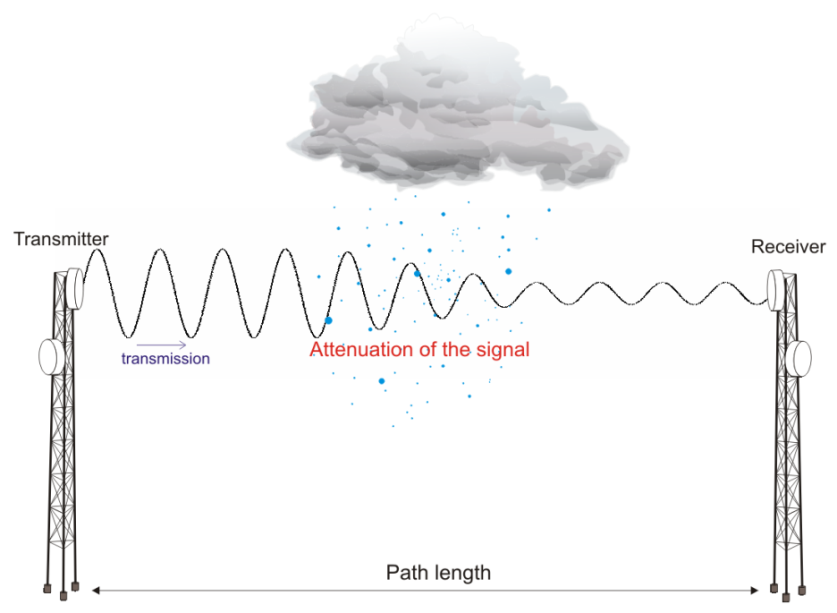 Transmitter
Receiver
transmission
Attenuation of the signal
Path length